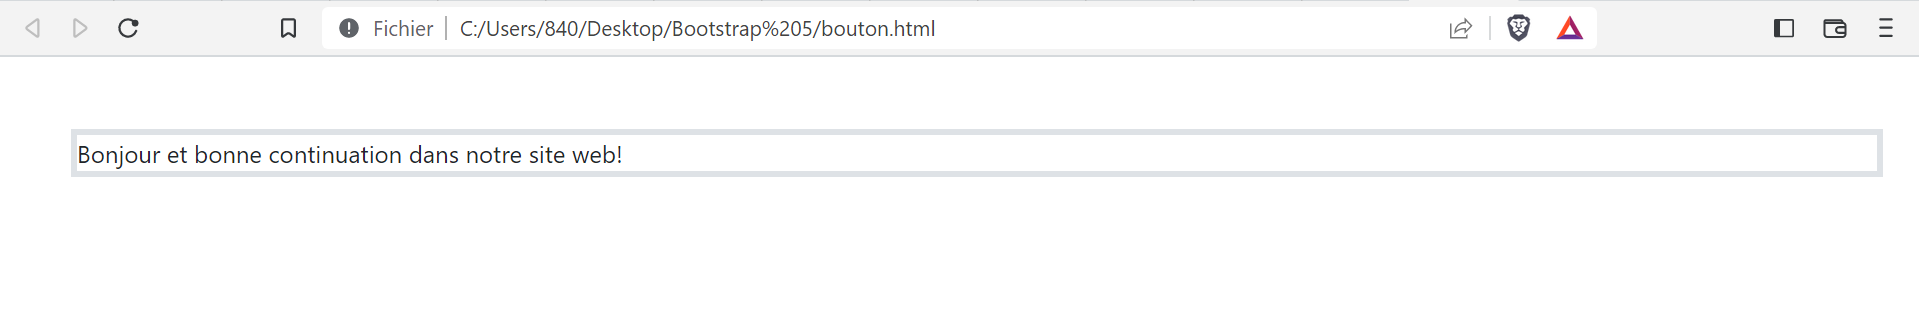 Fichier C:/Users/840/Desktop/Bootstrap%205/bouton.html
Bonjour et bonne continuation dans notre site web!